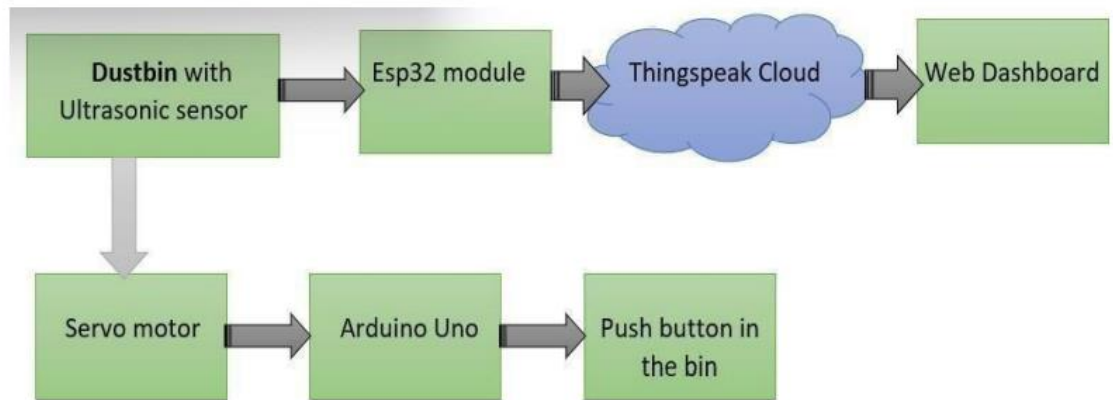 Dustbin with
Ultrasonic sensor
Esp32 module
Thingspeak Cloud
Web Dashboard
Servo motor
Arduino Uno
Push button in
the bin